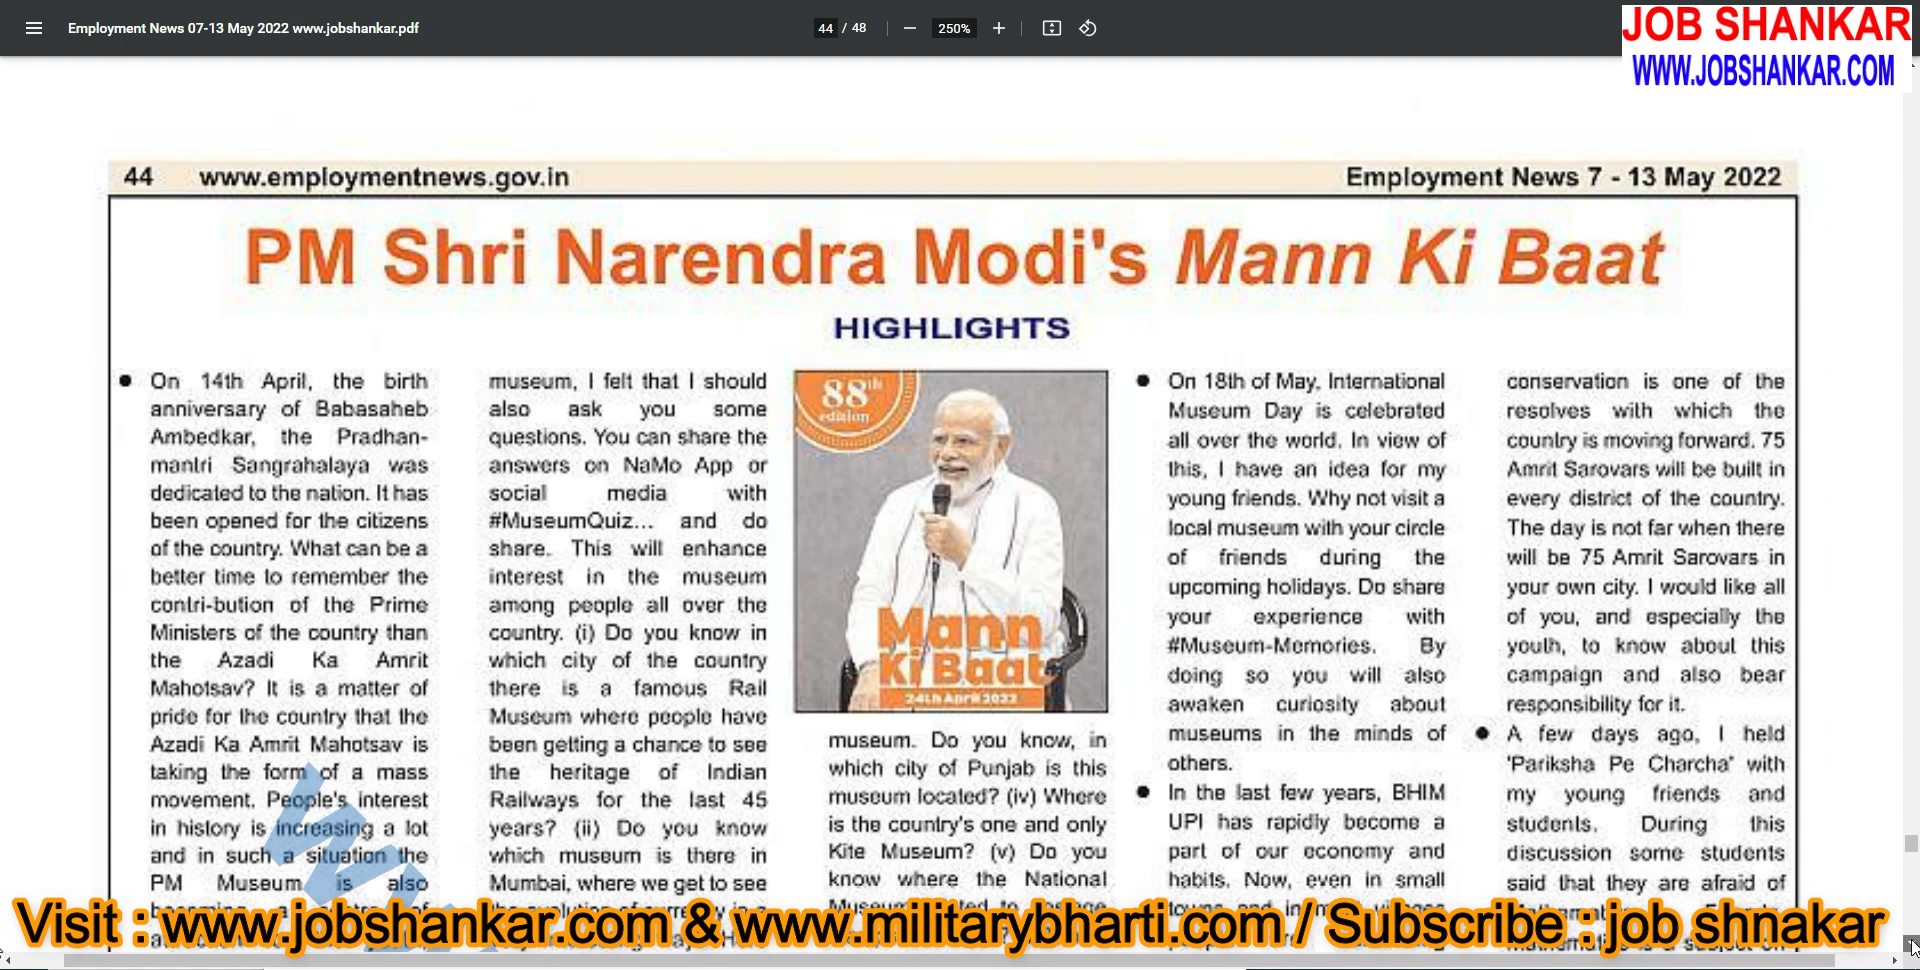 Employment News 07-13 May 2022 www.jobshankar.pdf
44 / 48
250%
JOB SHANKAR
WWW.JOBSHANKAR.COM
44 www.employmentnews.gov.in
Employment News 7 - 13 May 2022
PM Shri Narendra Modi's Mann Ki Baat
HIGHLIGHTS
● On 14th April, the birth
anniversary of Babasaheb
Ambedkar, the Pradhan-
mantri Sangrahalaya was
dedicated to the nation. It has
been opened for the citizens
of the country. What can be a
better time to remember the
contri-bution of the Prime
Ministers of the country than
the Azadi Ka Amrit
Mahotsav? It is a matter of
pride for the country that the
Azadi Ka Amrit Mahotsav is
taking the form of a mass
movement. People's interest
in history is increasing a lot
and in such a situation the
PM Museum is also
museum, I felt that I should
also ask you some
questions. You can share the
answers on NaMo App or
social media with
#MuseumQuiz... and do
share. This will enhance
interest in the museum
among people all over the
country. (i) Do you know in
which city of the country
there is a famous Rail
Museum where people have
been getting a chance to see
the heritage of Indian
Railways for the last 45
years? (ii) Do you know
which museum is there in
Mumbai, where we get to see
88th
edition
Mann
Ki Baat
24th April 2022
museum. Do you know, in
which city of Punjab is this
museum located? (iv) Where
is the country's one and only
Kite Museum? (v) Do you
know where the National
● On 18th of May, International
Museum Day is celebrated
all over the world. In view of
this, I have an idea for my
young friends. Why not visit a
local museum with your circle
of friends during the
upcoming holidays. Do share
your experience with
#Museum-Memories. By
doing so you will also
awaken curiosity about
museums in the minds of
others.
● In the last few years, BHIM
UPI has rapidly become a
part of our economy and
habits. Now, even in small
conservation is one of the
resolves with which the
country is moving forward. 75
Amrit Sarovars will be built in
every district of the country.
The day is not far when there
will be 75 Amrit Sarovars in
your own city. I would like all
of you, and especially the
youth, to know about this
campaign and also bear
responsibility for it.
● A few days ago, I held
'Pariksha Pe Charcha' with
my young friends and
students. During this
discussion some students
said that they are afraid of
Visit : www.jobshankar.com & www.militarybharti.com / Subscribe : job shnakar